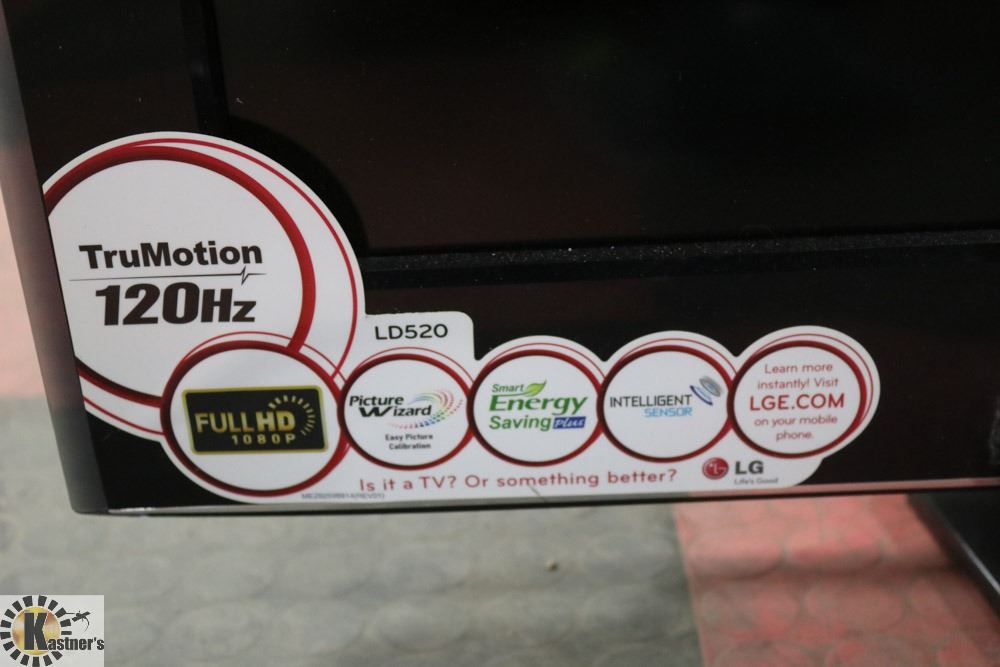 TruMotion
120Hz
LD520
FULL HD
1080P
Picture
Wizard
Easy Picture
Calibration
Smart
Energy
Saving Plus
INTELLIGENT
SENSOR
Learn more
instantly! Visit
LGE.COM
on your mobile
phone.
Is it a TV? Or something better?
LG
Life's Good
Kastner's